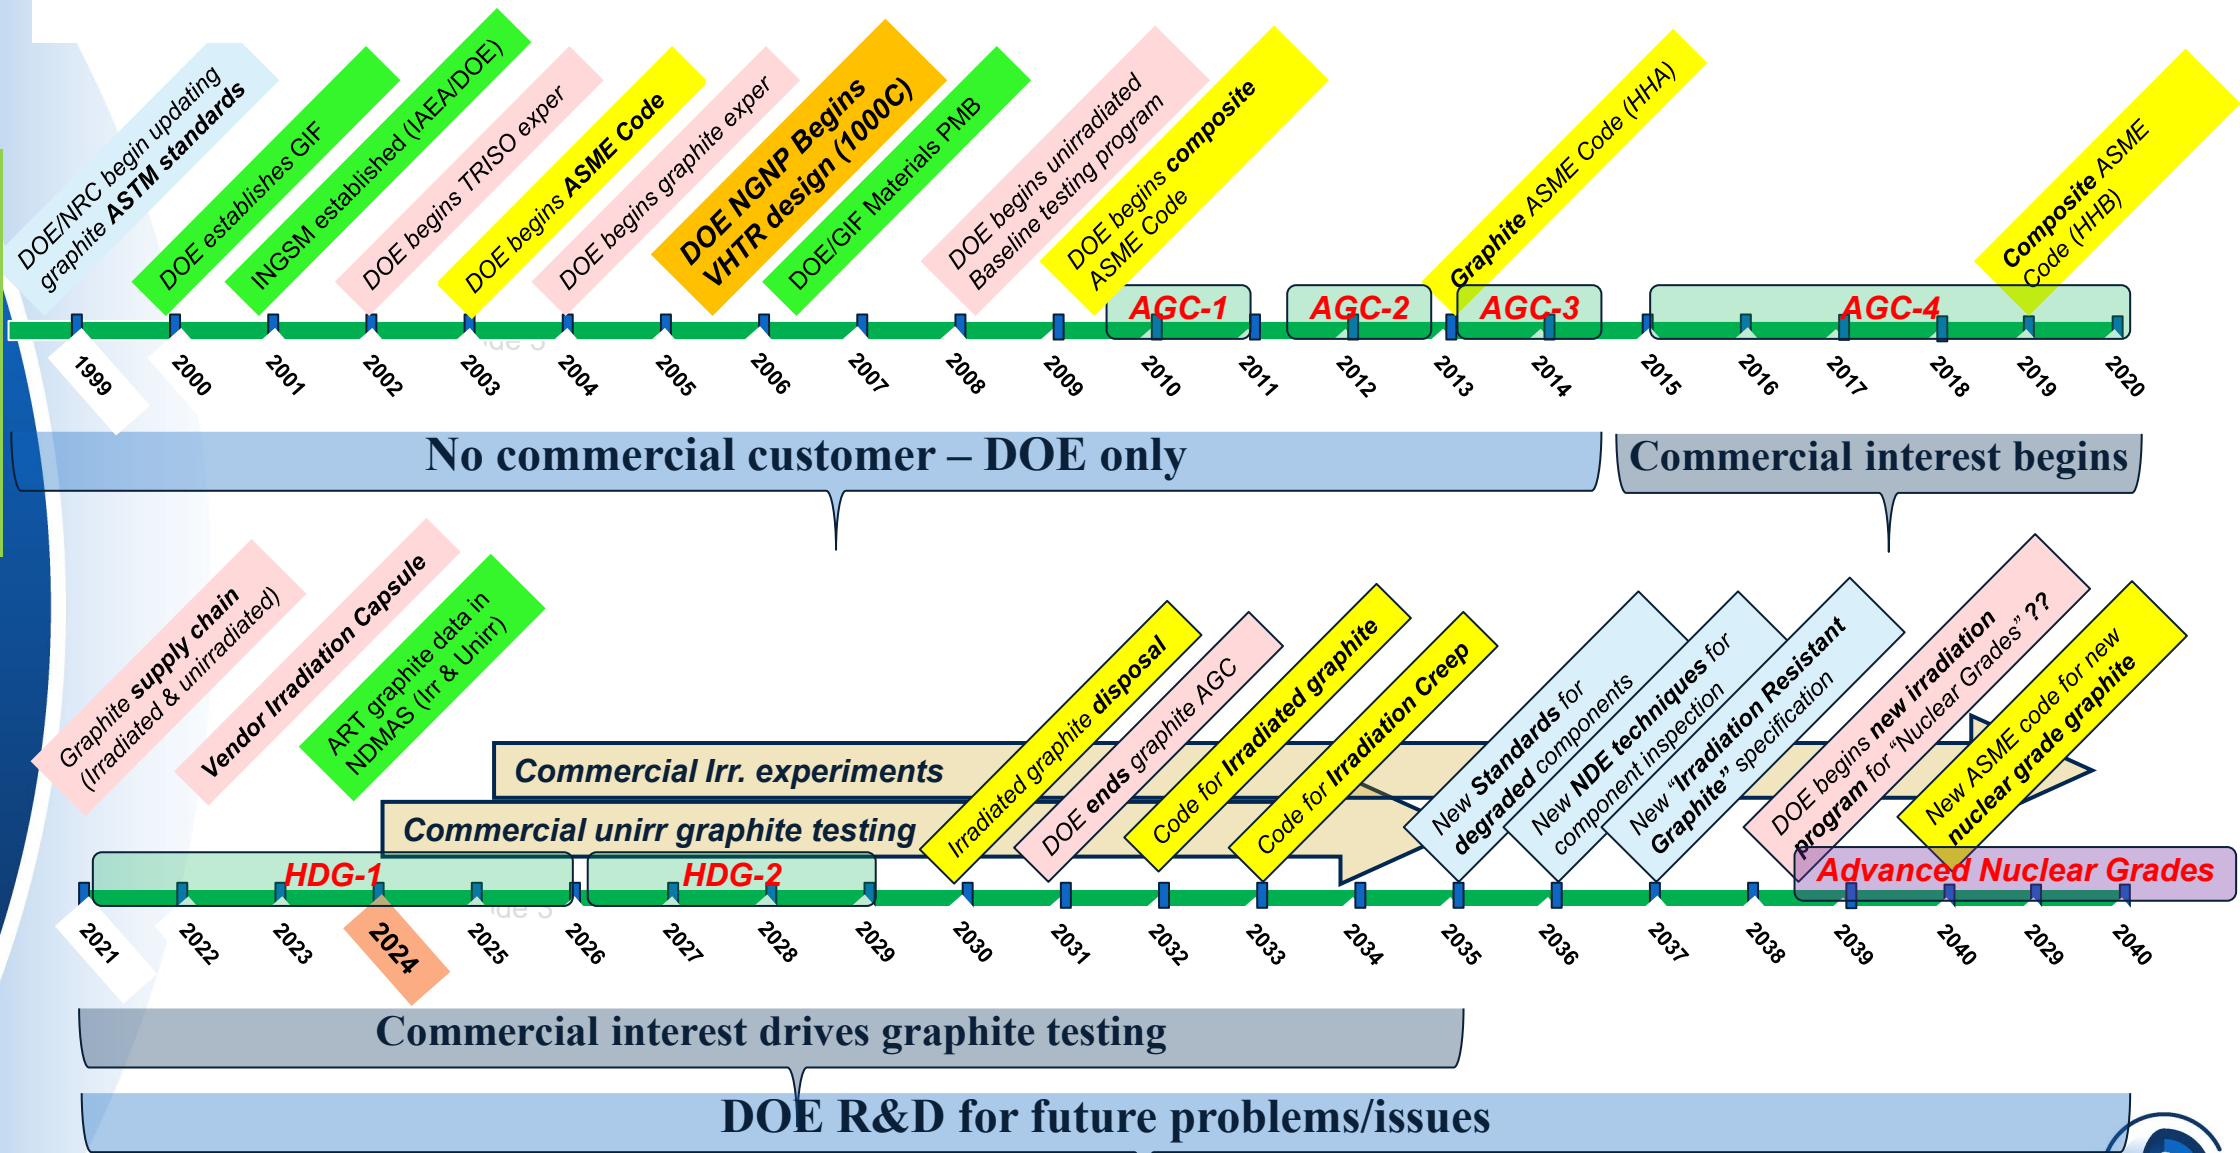 DOE/NRC begin updating
graphite ASTM standards
DOE establishes GIF
INGSM established (IAEA/DOE)
DOE begins TRISO exper
DOE begins ASME Code
DOE begins graphite exper
DOE NGNP Begins
VHTR design (1000C)
DOE/GIF Materials PMB
DOE begins unirradiated
Baseline testing program
DOE begins composite
ASME Code
Graphite ASME Code (HHA)
Composite ASME
Code (HHB)
AGC-1
AGC-2
AGC-3
AGC-4
1999
2000
2001
2002
2003
2004
2005
2006
2007
2008
2009
2010
2011
2012
2013
2014
2015
2016
2017
2018
2019
2020
No commercial customer – DOE only
Commercial interest begins
Graphite supply chain
(Irradiated & unirradiated)
Vendor Irradiation Capsule
ART graphite data in
NDMAS (Irr & Unirr)
Commercial Irr. experiments
Commercial unirr graphite testing
Irradiated graphite disposal
DOE ends graphite AGC
Code for Irradiated graphite
Code for Irradiation Creep
New Standards for
degraded components
New NDE techniques for
component inspection
New “Irradiation Resistant
Graphite” specification
DOE begins new irradiation
program for “Nuclear Grades” ??
New ASME code for new
nuclear grade graphite
HDG-1
HDG-2
Advanced Nuclear Grades
2021
2022
2023
2024
2025
2026
2027
2028
2029
2030
2031
2032
2033
2034
2035
2036
2037
2038
2039
2040
2029
2040
Commercial interest drives graphite testing
DOE R&D for future problems/issues